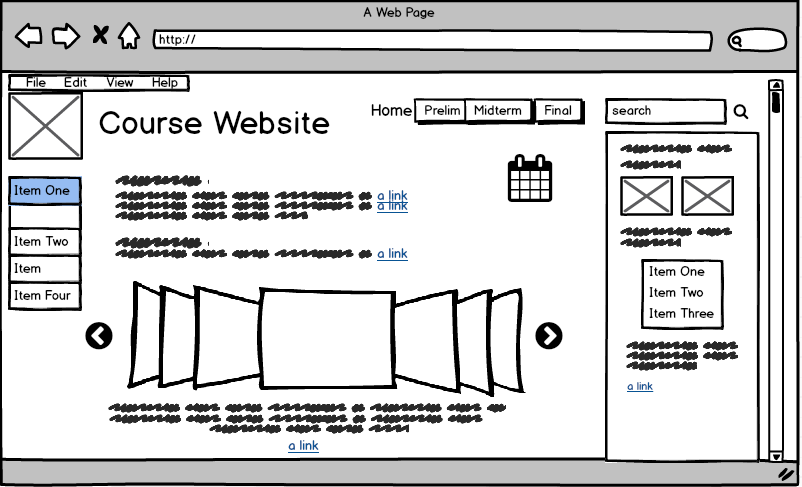 A Web Page
http://
File Edit View Help
Course Website
Home Prelim Midterm Final
search
Item One
Item Two
Item
Item Four
a link
a link
a link
a link
Item One
Item Two
Item Three
a link